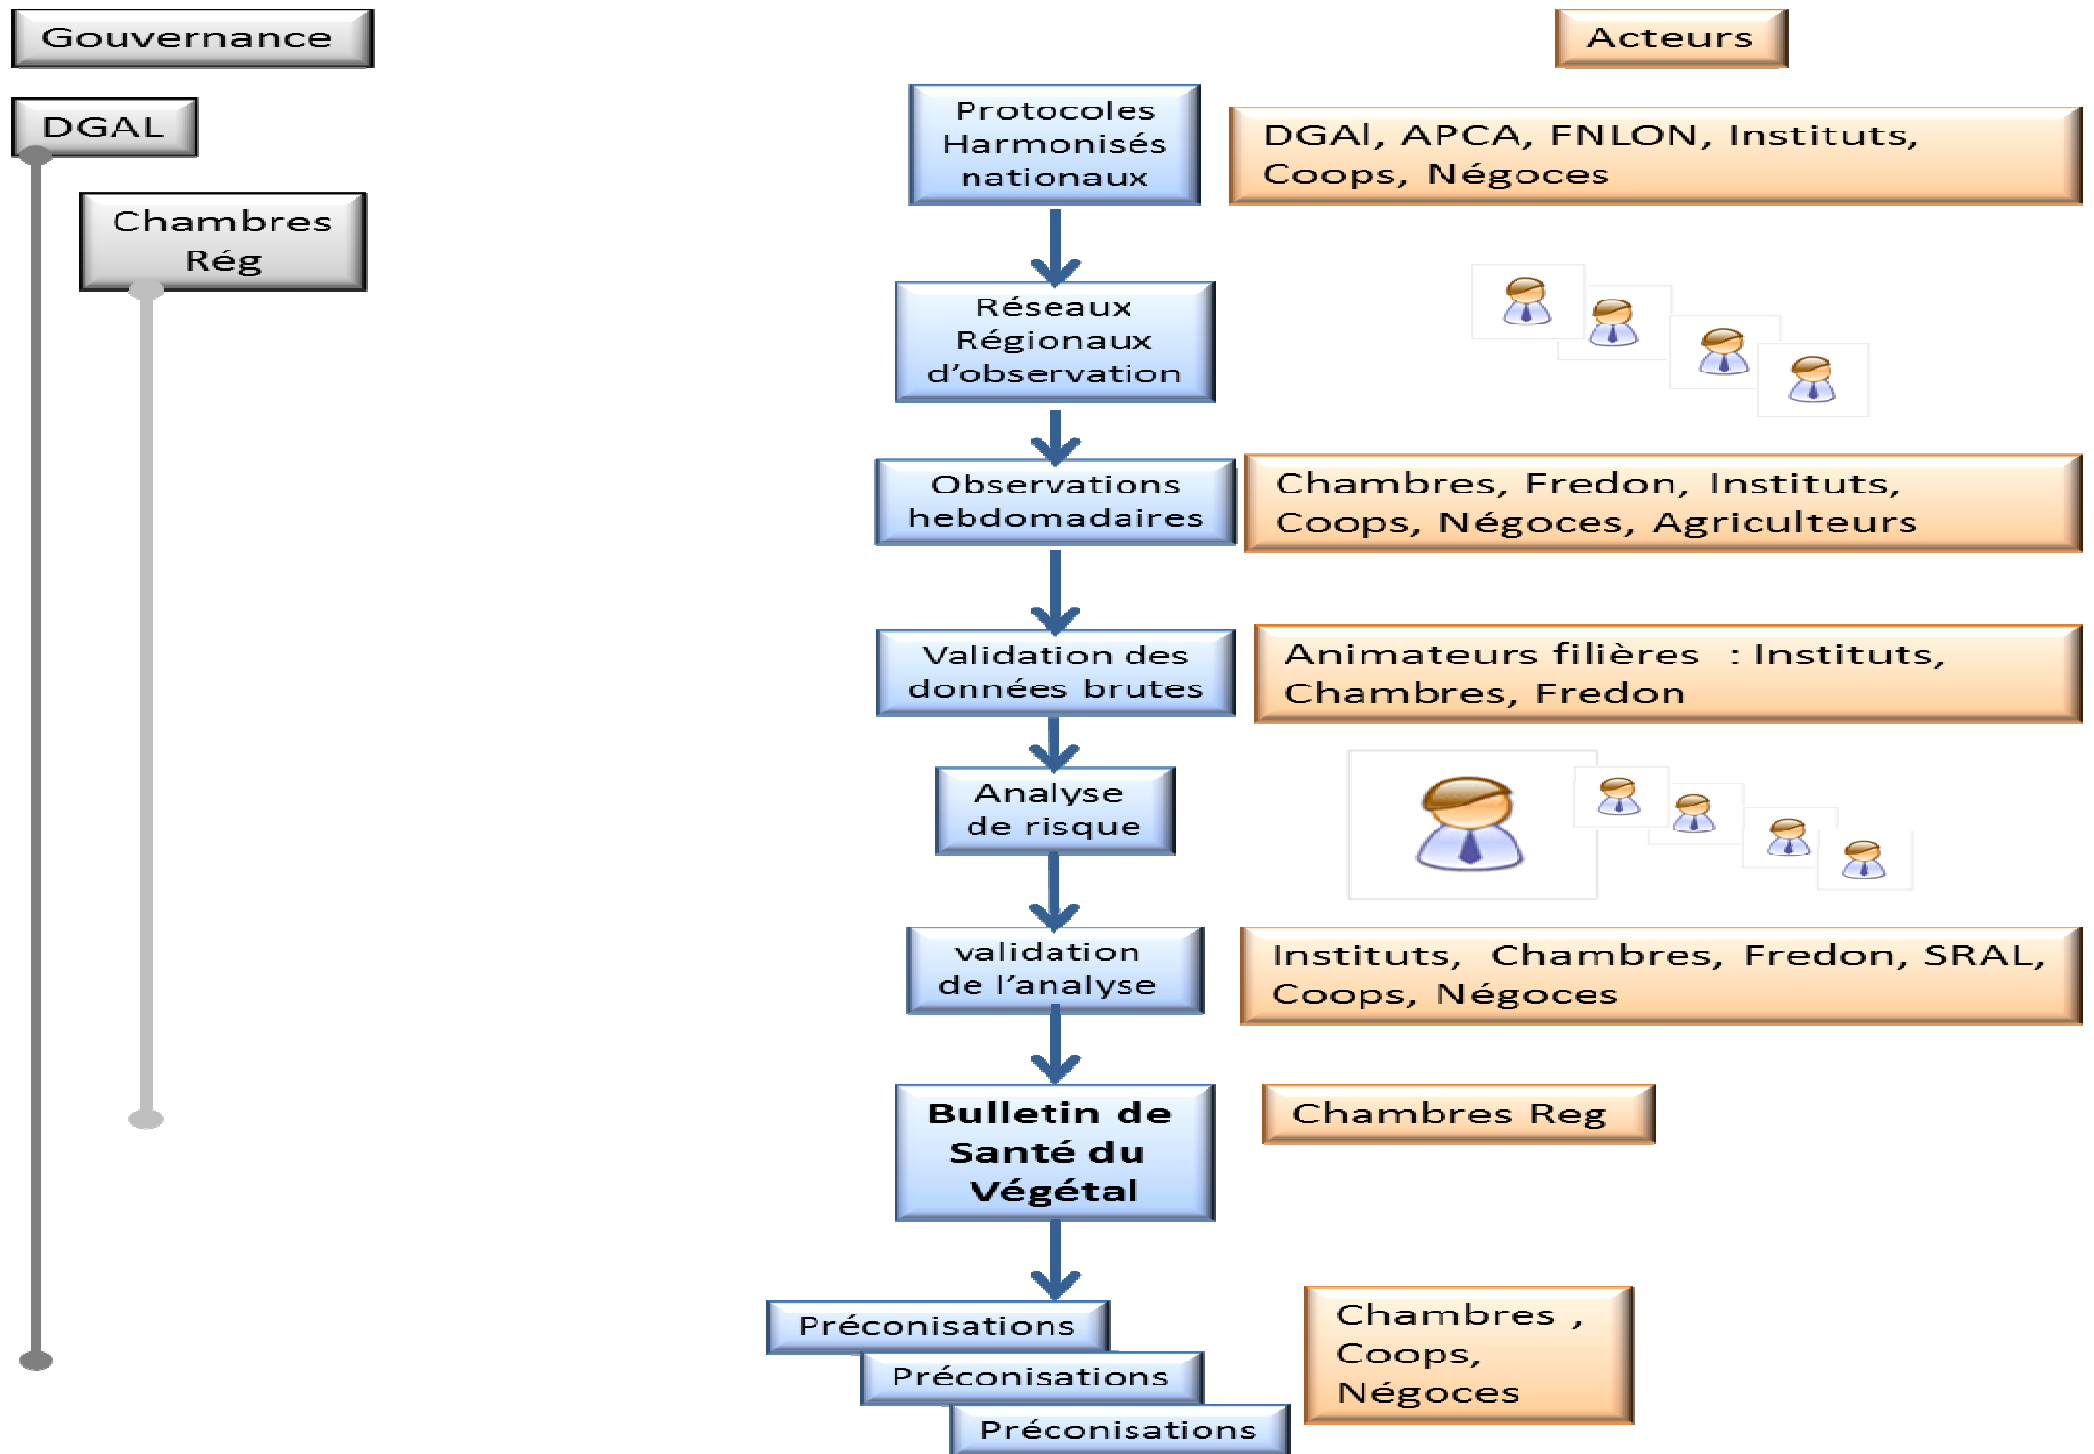 Gouvernance
Acteurs
DGAL
Protocoles
Harmonisés
nationaux
DGAl, APCA, FNLON, Instituts,
Coops, Négoces
Chambres
Rég
Réseaux
Régionaux
d'observation
Observations
hebdomadaires
Chambres, Fredon, Instituts,
Coops, Négoces, Agriculteurs
Validation des
données brutes
Animateurs filières : Instituts,
Chambres, Fredon
Analyse
de risque
validation
de l'analyse
Instituts, Chambres, Fredon, SRAL,
Coops, Négoces
Bulletin de
Santé du
Végétal
Chambres Reg
Préconisations
Préconisations
Préconisations
Chambres ,
Coops,
Négoces